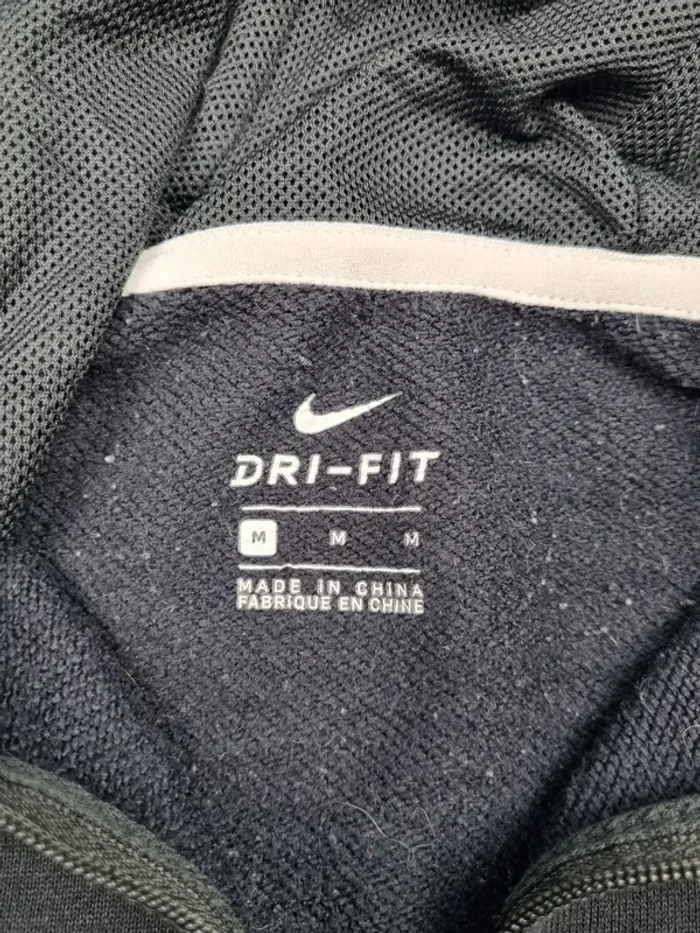 DRI-FIT
M M M
MADE IN CHINA
FABRIQUE EN CHINE